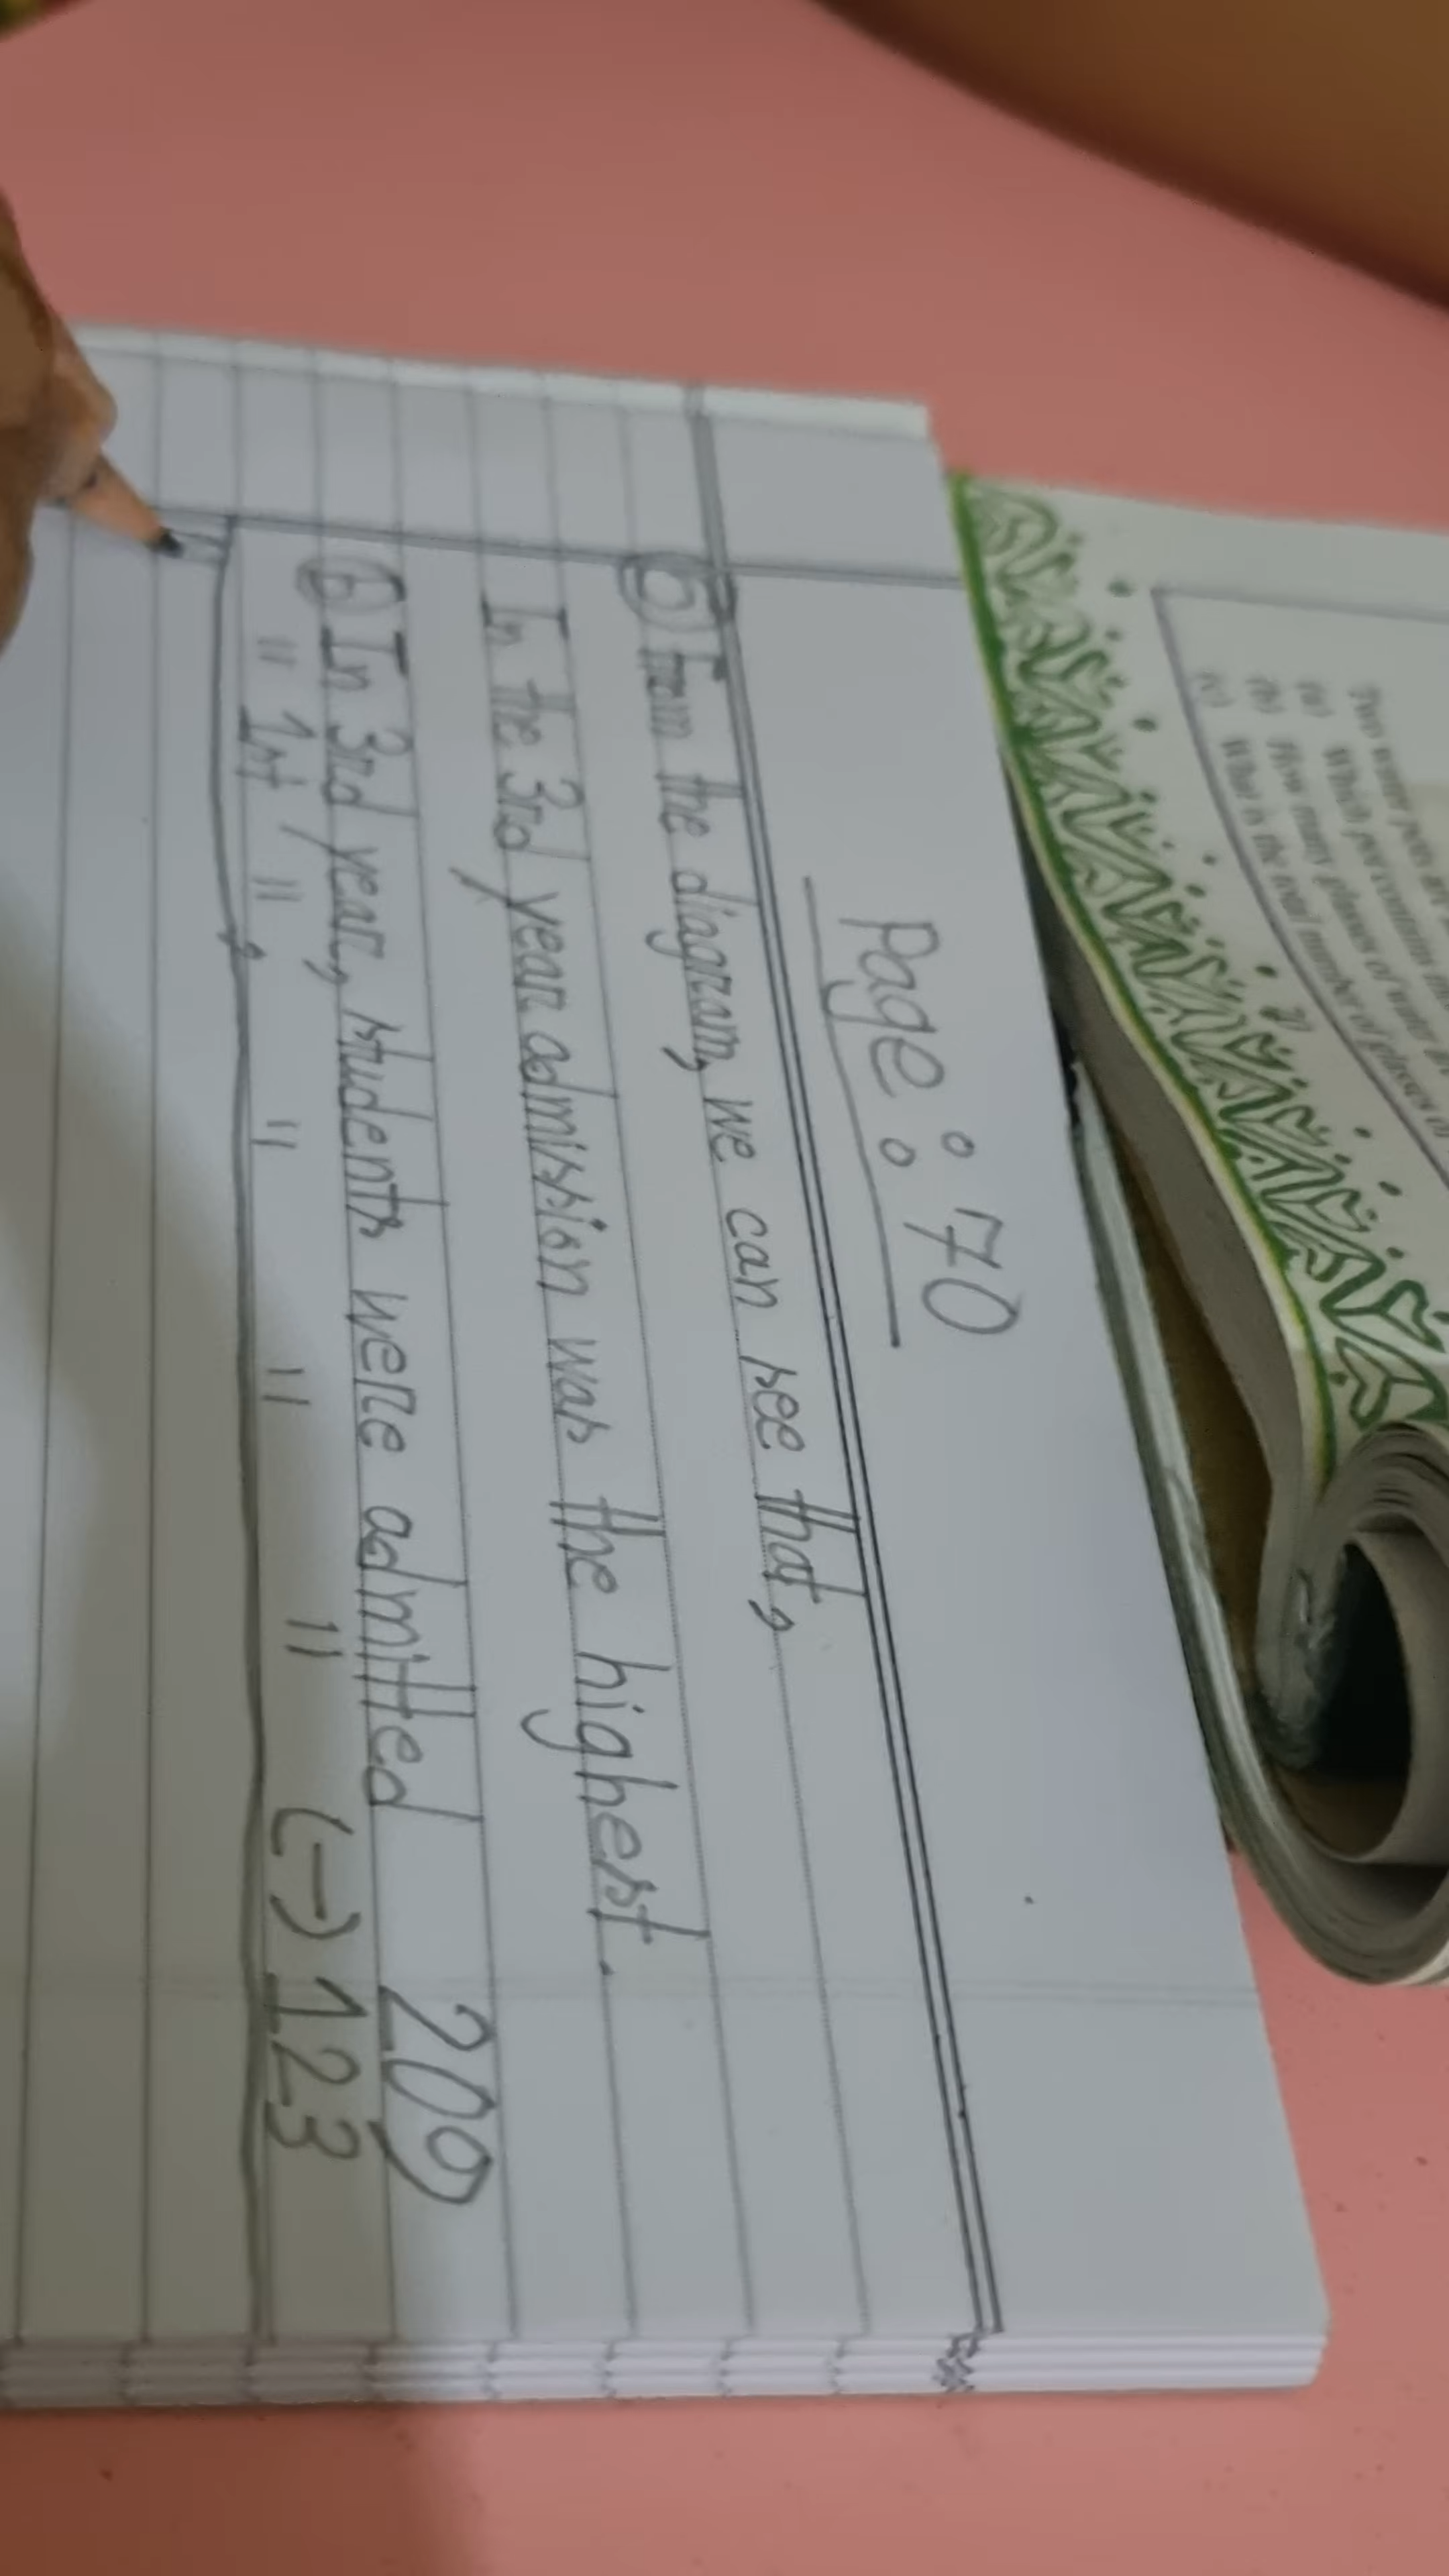 Page : 70
5 From the diagram, we can see that,
In the 3rd year admission was the highest.
6 In 3rd year, students were admitted 209
" 1st " , " " " (-) 123
Two water pots are
(a) Which pot contains
(b) How many glasses of water
(c) What is the total number of glasses of